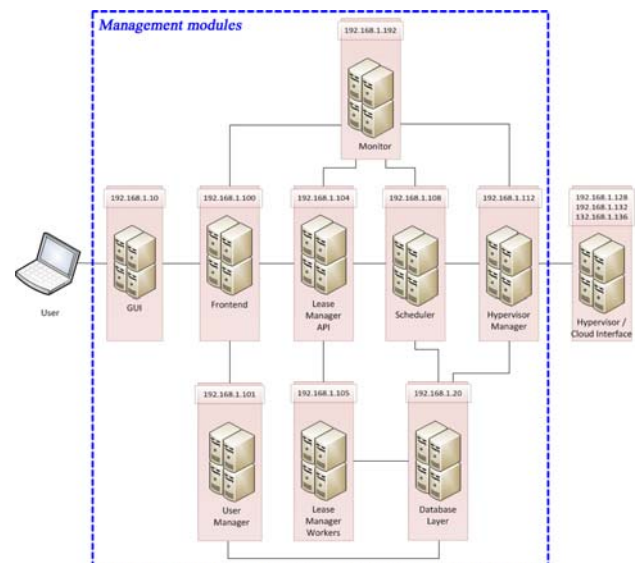 Management modules
192.168.1.192
Monitor
192.168.1.10
192.168.1.100
192.168.1.104
192.168.1.108
192.168.1.112
192.168.1.128
192.168.1.132
132.168.1.136
User
GUI
Frontend
Lease
Manager
API
Scheduler
Hypervisor
Manager
Hypervisor /
Cloud Interface
192.168.1.101
192.168.1.105
192.168.1.20
User
Manager
Lease
Manager
Workers
Database
Layer